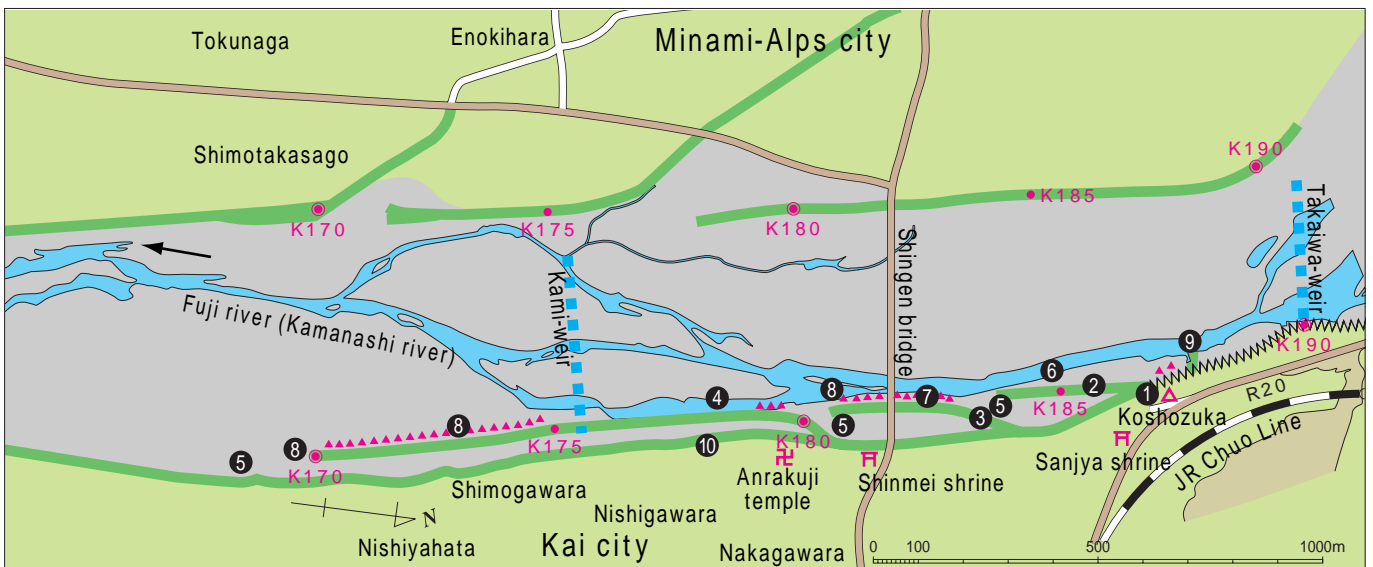 Tokunaga
Enokihara
Minami-Alps city
Shimotakasago
K190
K185
K170
K175
K180
Takaiwa-weir
Shingen bridge
Kami-weir
Fuji river (Kamanashi river)
9
K190
6
2
1
8
7
4
K185
R20
5
3
5
Koshozuka
8
K175
K180
10
8
K170
5
Sanjya shrine
JR Chuo Line
Anrakuji
temple
Shinmei shrine
Shimogawara
Nishigawara
N
Nishiyahata
Kai city
Nakagawara
0 100 500 1000m